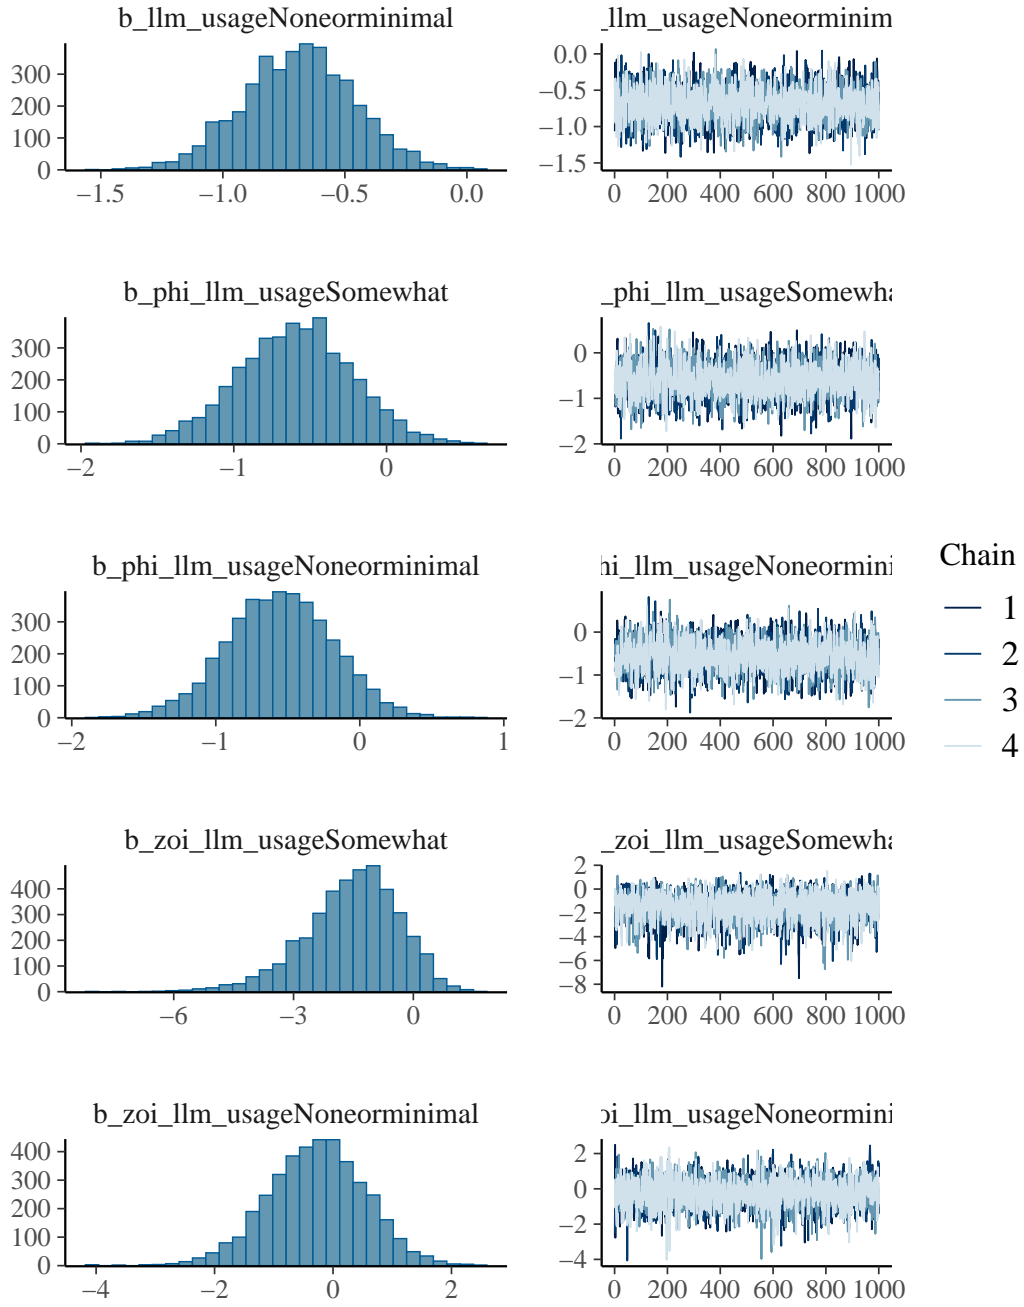 b_llm_usageNoneorminimal
_llm_usageNoneorminim
300
200
100
0
−1.5 −1.0 −0.5 0.0
0.0
−0.5
−1.0
−1.5
0 200 400 600 800 1000
b_phi_llm_usageSomewhat
_phi_llm_usageSomewha
300
200
100
0
−2 −1 0
0
−1
−2
0 200 400 600 800 1000
b_phi_llm_usageNoneorminimal
hi_llm_usageNoneormini
300
200
100
0
−2 −1 0 1
0
−1
−2
0 200 400 600 800 1000
Chain
1
2
3
4
b_zoi_llm_usageSomewhat
_zoi_llm_usageSomewha
400
300
200
100
0
−6 −3 0
2
0
−2
−4
−6
−8
0 200 400 600 800 1000
b_zoi_llm_usageNoneorminimal
oi_llm_usageNoneormini
400
300
200
100
0
−4 −2 0 2
2
0
−2
−4
0 200 400 600 800 1000